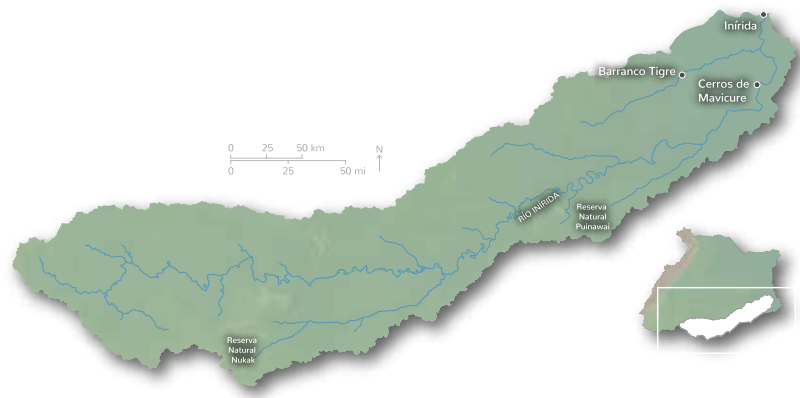 Inírida
Barranco Tigre
Cerros de
Mavicure
0 25 50 km
0 25 50 mi
N
RÍO INÍRIDA
Reserva
Natural
Puinawai
Reserva
Natural
Nukak